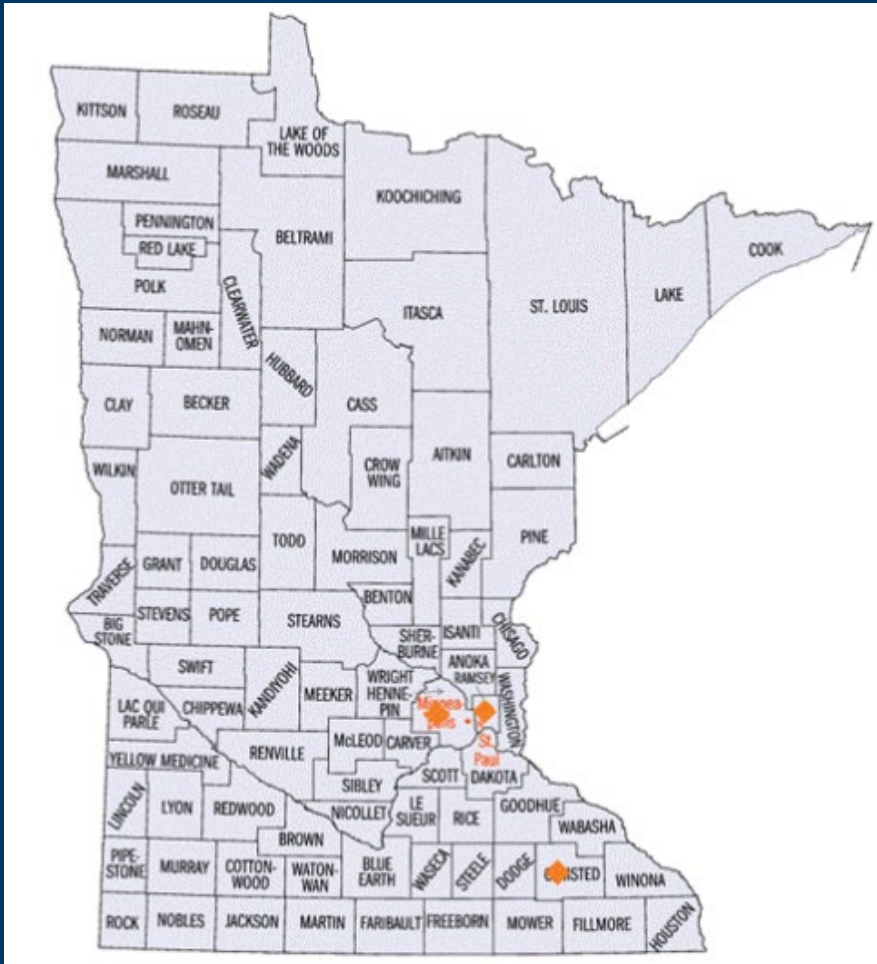 KITTSON
ROSEAU
LAKE OF
THE WOODS
MARSHALL
KOOCHICHING
PENNINGTON
BELTRAMI
RED LAKE
POLK
CLEARWATER
COOK
LAKE
ST. LOUIS
ITASCA
NORMAN
MAHN-
OMEN
HUBBARD
CLAY
BECKER
CASS
WADENA
CROW
WING
AITKIN
CARLTON
WILKIN
OTTER TAIL
TODD
MORRISON
MILLE
LACS
KANABEC
PINE
TRAVERSE
GRANT
DOUGLAS
BENTON
BIG
STONE
STEVENS
POPE
STEARNS
SHER-
BURNE
ISANTI
CHISAGO
SWIFT
KANDIYOHI
MEEKER
WRIGHT
HENNE-
PIN
ANOKA
RAMSEY
WASHINGTON
LAC QUI
PARLE
CHIPPEWA
Minnea-
polis
St.
Paul
McLEOD
CARVER
RENVILLE
YELLOW MEDICINE
SIBLEY
SCOTT
DAKOTA
LINCOLN
LYON
REDWOOD
NICOLLET
LE
SUEUR
RICE
GOODHUE
WABASHA
BROWN
PIPE-
STONE
MURRAY
COTTON-
WOOD
WATON-
WAN
BLUE
EARTH
WASECA
STEELE
DODGE
OLMSTED
WINONA
ROCK
NOBLES
JACKSON
MARTIN
FARIBAULT
FREEBORN
MOWER
FILLMORE
HOUSTON